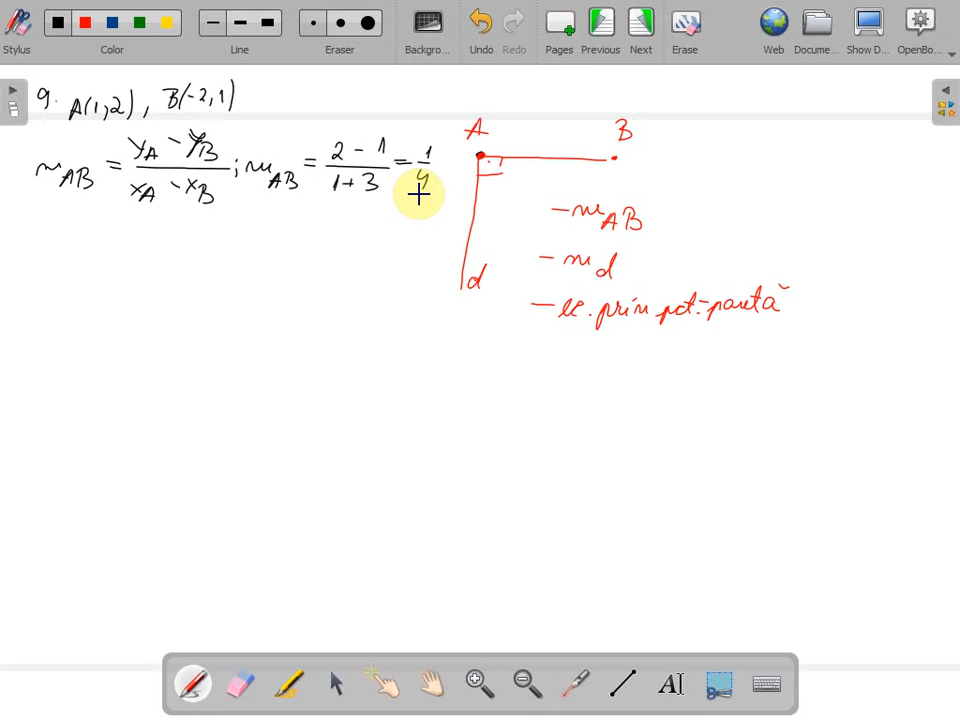 Stylus
Color
Line
Eraser
Backgro...
Undo
Redo
Pages
Previous
Next
Erase
Web
Docume...
Show D...
OpenBo...
9. A(1,2), B(-2,1)
A B
m_AB = (y_A - y_B)/(x_A - x_B); m_AB = (2 - 1)/(1+3) = 1/4
- m_AB
- m_d
d
- ec. prin pct.-pantă
A